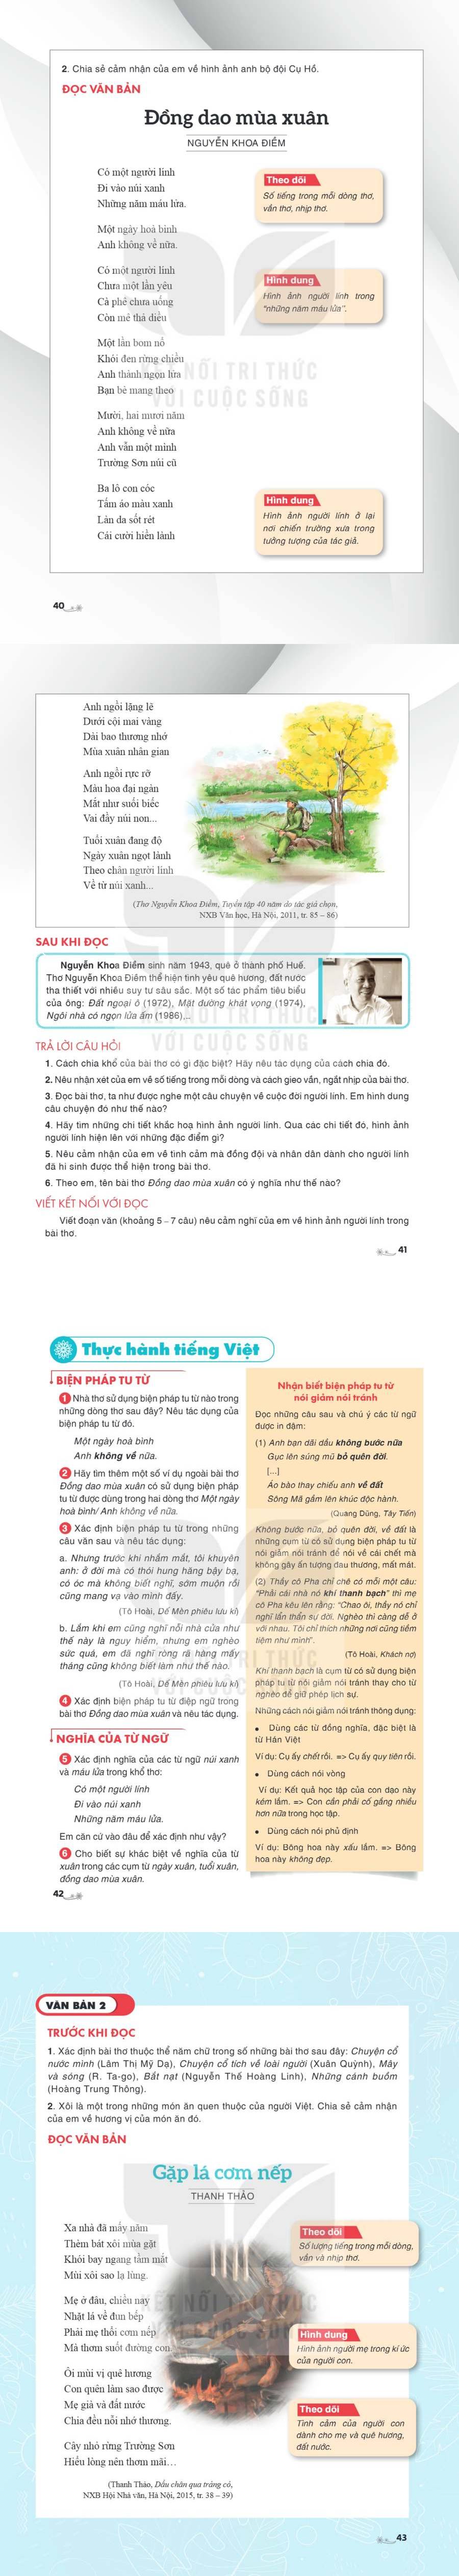 2. Chia sẻ cảm nhận của em về hình ảnh anh bộ đội Cụ Hồ.
ĐỌC VĂN BẢN
Đồng dao mùa xuân
NGUYỄN KHOA ĐIỀM
Có một người lính
Đi vào núi xanh
Những năm máu lửa.
Một ngày hoà bình
Anh không về nữa.
Có một người lính
Chưa một lần yêu
Cà phê chưa uống
Còn mê thả diều
Một lần bom nổ
Khói đen rừng chiều
Anh thành ngọn lửa
Bạn bè mang theo
Mười, hai mươi năm
Anh không về nữa
Anh vẫn một mình
Trường Sơn núi cũ
Ba lô con cóc
Tấm áo màu xanh
Làn da sốt rét
Cái cười hiền lành
Theo dõi
Số tiếng trong mỗi dòng thơ,
vần thơ, nhịp thơ.
Hình dung
Hình ảnh người lính trong
“những năm máu lửa”.
Hình dung
Hình ảnh người lính ở lại
nơi chiến trường xưa trong
tưởng tượng của tác giả.
KẾT NỐI TRI THỨC
VỚI CUỘC SỐNG
40
Anh ngồi lặng lẽ
Dưới cội mai vàng
Dài bao thương nhớ
Mùa xuân nhân gian
Anh ngồi rực rỡ
Màu hoa đại ngàn
Mắt như suối biếc
Vai đầy núi non...
Tuổi xuân đang độ
Ngày xuân ngọt lành
Theo chân người lính
Về từ núi xanh...
(Thơ Nguyễn Khoa Điềm, Tuyển tập 40 năm do tác giả chọn,
NXB Văn học, Hà Nội, 2011, tr. 85 – 86)
SAU KHI ĐỌC
Nguyễn Khoa Điềm sinh năm 1943, quê ở thành phố Huế.
Thơ Nguyễn Khoa Điềm thể hiện tình yêu quê hương, đất nước
tha thiết với nhiều suy tư sâu sắc. Một số tác phẩm tiêu biểu
của ông: Đất ngoại ô (1972), Mặt đường khát vọng (1974),
Ngôi nhà có ngọn lửa ấm (1986),...
KẾT NỐI TRI THỨC
VỚI CUỘC SỐNG
TRẢ LỜI CÂU HỎI
1. Cách chia khổ của bài thơ có gì đặc biệt? Hãy nêu tác dụng của cách chia đó.
2. Nêu nhận xét của em về số tiếng trong mỗi dòng và cách gieo vần, ngắt nhịp của bài thơ.
3. Đọc bài thơ, ta như được nghe một câu chuyện về cuộc đời người lính. Em hình dung
câu chuyện đó như thế nào?
4. Hãy tìm những chi tiết khắc hoạ hình ảnh người lính. Qua các chi tiết đó, hình ảnh
người lính hiện lên với những đặc điểm gì?
5. Nêu cảm nhận của em về tình cảm mà đồng đội và nhân dân dành cho người lính
đã hi sinh được thể hiện trong bài thơ.
6. Theo em, tên bài thơ Đồng dao mùa xuân có ý nghĩa như thế nào?
VIẾT KẾT NỐI VỚI ĐỌC
Viết đoạn văn (khoảng 5 – 7 câu) nêu cảm nghĩ của em về hình ảnh người lính trong
bài thơ.
41
Thực hành tiếng Việt
BIỆN PHÁP TU TỪ
1 Nhà thơ sử dụng biện pháp tu từ nào trong
những dòng thơ sau đây? Nêu tác dụng của
biện pháp tu từ đó.
Một ngày hoà bình
Anh không về nữa.
2 Hãy tìm thêm một số ví dụ ngoài bài thơ
Đồng dao mùa xuân có sử dụng biện pháp
tu từ được dùng trong hai dòng thơ Một ngày
hoà bình/ Anh không về nữa.
3 Xác định biện pháp tu từ trong những
câu văn sau và nêu tác dụng:
a. Nhưng trước khi nhắm mắt, tôi khuyên
anh: ở đời mà có thói hung hăng bậy bạ,
có óc mà không biết nghĩ, sớm muộn rồi
cũng mang vạ vào mình đấy.
(Tô Hoài, Dế Mèn phiêu lưu kí)
b. Lắm khi em cũng nghĩ nỗi nhà cửa như
thế này là nguy hiểm, nhưng em nghèo
sức quá, em đã nghĩ ròng rã hàng mấy
tháng cũng không biết làm như thế nào.
(Tô Hoài, Dế Mèn phiêu lưu kí)
4 Xác định biện pháp tu từ điệp ngữ trong
bài thơ Đồng dao mùa xuân và nêu tác dụng.
NGHĨA CỦA TỪ NGỮ
5 Xác định nghĩa của các từ ngữ núi xanh
và máu lửa trong khổ thơ:
Có một người lính
Đi vào núi xanh
Những năm máu lửa.
Em căn cứ vào đâu để xác định như vậy?
6 Cho biết sự khác biệt về nghĩa của từ
xuân trong các cụm từ ngày xuân, tuổi xuân,
đồng dao mùa xuân.
42
Nhận biết biện pháp tu từ
nói giảm nói tránh
Đọc những câu sau và chú ý các từ ngữ
được in đậm:
(1) Anh bạn dãi dầu không bước nữa
Gục lên súng mũ bỏ quên đời.
[...]
Áo bào thay chiếu anh về đất
Sông Mã gầm lên khúc độc hành.
(Quang Dũng, Tây Tiến)
Không bước nữa, bỏ quên đời, về đất là
những cụm từ có sử dụng biện pháp tu từ
nói giảm nói tránh để nói về cái chết mà
không gây ấn tượng đau thương, mất mát.
(2) Thầy cô Pha chỉ chê có mỗi một câu:
“Phải cái nhà nó khí thanh bạch” thì mẹ
cô Pha kêu lên rằng: “Chao ôi, thầy nó chỉ
nghĩ lẩn thẩn sự đời. Nghèo thì càng dễ ở
với nhau. Tôi chỉ thích những nơi cũng tiềm
tiệm như mình”.
(Tô Hoài, Khách nợ)
Khí thanh bạch là cụm từ có sử dụng biện
pháp tu từ nói giảm nói tránh thay cho từ
nghèo để giữ phép lịch sự.
Những cách nói giảm nói tránh thông dụng:
• Dùng các từ đồng nghĩa, đặc biệt là
từ Hán Việt
Ví dụ: Cụ ấy chết rồi. => Cụ ấy quy tiên rồi.
• Dùng cách nói vòng
Ví dụ: Kết quả học tập của con dạo này
kém lắm. => Con cần phải cố gắng nhiều
hơn nữa trong học tập.
• Dùng cách nói phủ định
Ví dụ: Bông hoa này xấu lắm. => Bông
hoa này không đẹp.
VĂN BẢN 2
TRƯỚC KHI ĐỌC
1. Xác định bài thơ thuộc thể năm chữ trong số những bài thơ sau đây: Chuyện cổ
nước mình (Lâm Thị Mỹ Dạ), Chuyện cổ tích về loài người (Xuân Quỳnh), Mây
và sóng (R. Ta-go), Bắt nạt (Nguyễn Thế Hoàng Linh), Những cánh buồm
(Hoàng Trung Thông).
2. Xôi là một trong những món ăn quen thuộc của người Việt. Chia sẻ cảm nhận
của em về hương vị của món ăn đó.
ĐỌC VĂN BẢN
Gặp lá cơm nếp
THANH THẢO
Xa nhà đã mấy năm
Thèm bát xôi mùa gặt
Khói bay ngang tầm mắt
Mùi xôi sao lạ lùng.
Mẹ ở đâu, chiều nay
Nhặt lá về đun bếp
Phải mẹ thổi cơm nếp
Mà thơm suốt đường con.
Ôi mùi vị quê hương
Con quên làm sao được
Mẹ già và đất nước
Chia đều nỗi nhớ thương.
Cây nhỏ rừng Trường Sơn
Hiểu lòng nên thơm mãi...
(Thanh Thảo, Dấu chân qua trảng cỏ,
NXB Hội Nhà văn, Hà Nội, 2015, tr. 38 – 39)
Theo dõi
Số lượng tiếng trong mỗi dòng,
vần và nhịp thơ.
Hình dung
Hình ảnh người mẹ trong kí ức
của người con.
Theo dõi
Tình cảm của người con
dành cho mẹ và quê hương,
đất nước.
43